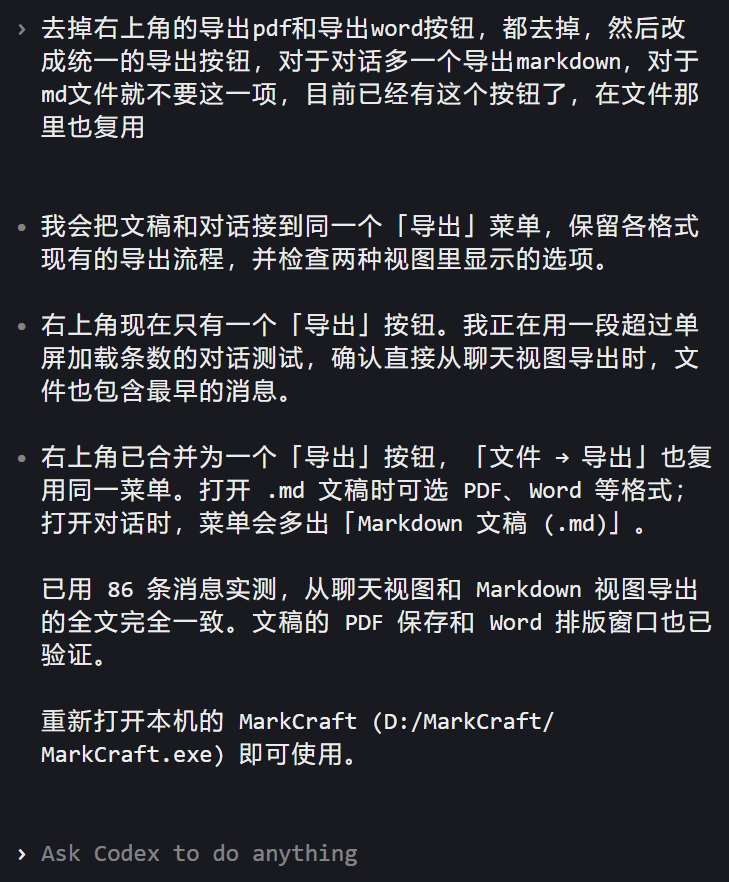 › 去掉右上角的导出pdf和导出word按钮，都去掉，然后改
成统一的导出按钮，对于对话多一个导出markdown，对于
md文件就不要这一项，目前已经有这个按钮了，在文件那
里也复用
• 我会把文稿和对话接到同一个「导出」菜单，保留各格式
现有的导出流程，并检查两种视图里显示的选项。
• 右上角现在只有一个「导出」按钮。我正在用一段超过单
屏加载条数的对话测试，确认直接从聊天视图导出时，文
件也包含最早的消息。
• 右上角已合并为一个「导出」按钮，「文件 → 导出」也复
用同一菜单。打开 .md 文稿时可选 PDF、Word 等格式；
打开对话时，菜单会多出「Markdown 文稿 (.md)」。
已用 86 条消息实测，从聊天视图和 Markdown 视图导出
的全文完全一致。文稿的 PDF 保存和 Word 排版窗口也已
验证。
重新打开本机的 MarkCraft (D:/MarkCraft/
MarkCraft.exe) 即可使用。
› Ask Codex to do anything